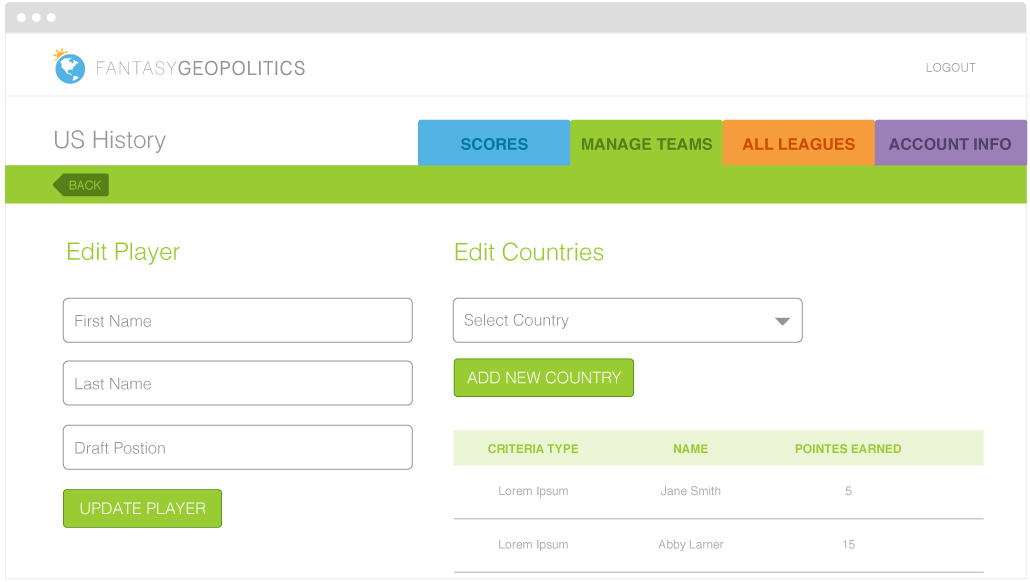 FANTASYGEOPOLITICS
LOGOUT
US History
SCORES
MANAGE TEAMS
ALL LEAGUES
ACCOUNT INFO
BACK
Edit Player
First Name
Last Name
Draft Postion
UPDATE PLAYER
Edit Countries
Select Country
ADD NEW COUNTRY
CRITERIA TYPE NAME POINTES EARNED
Lorem Ipsum Jane Smith 5
Lorem Ipsum Abby Larner 15